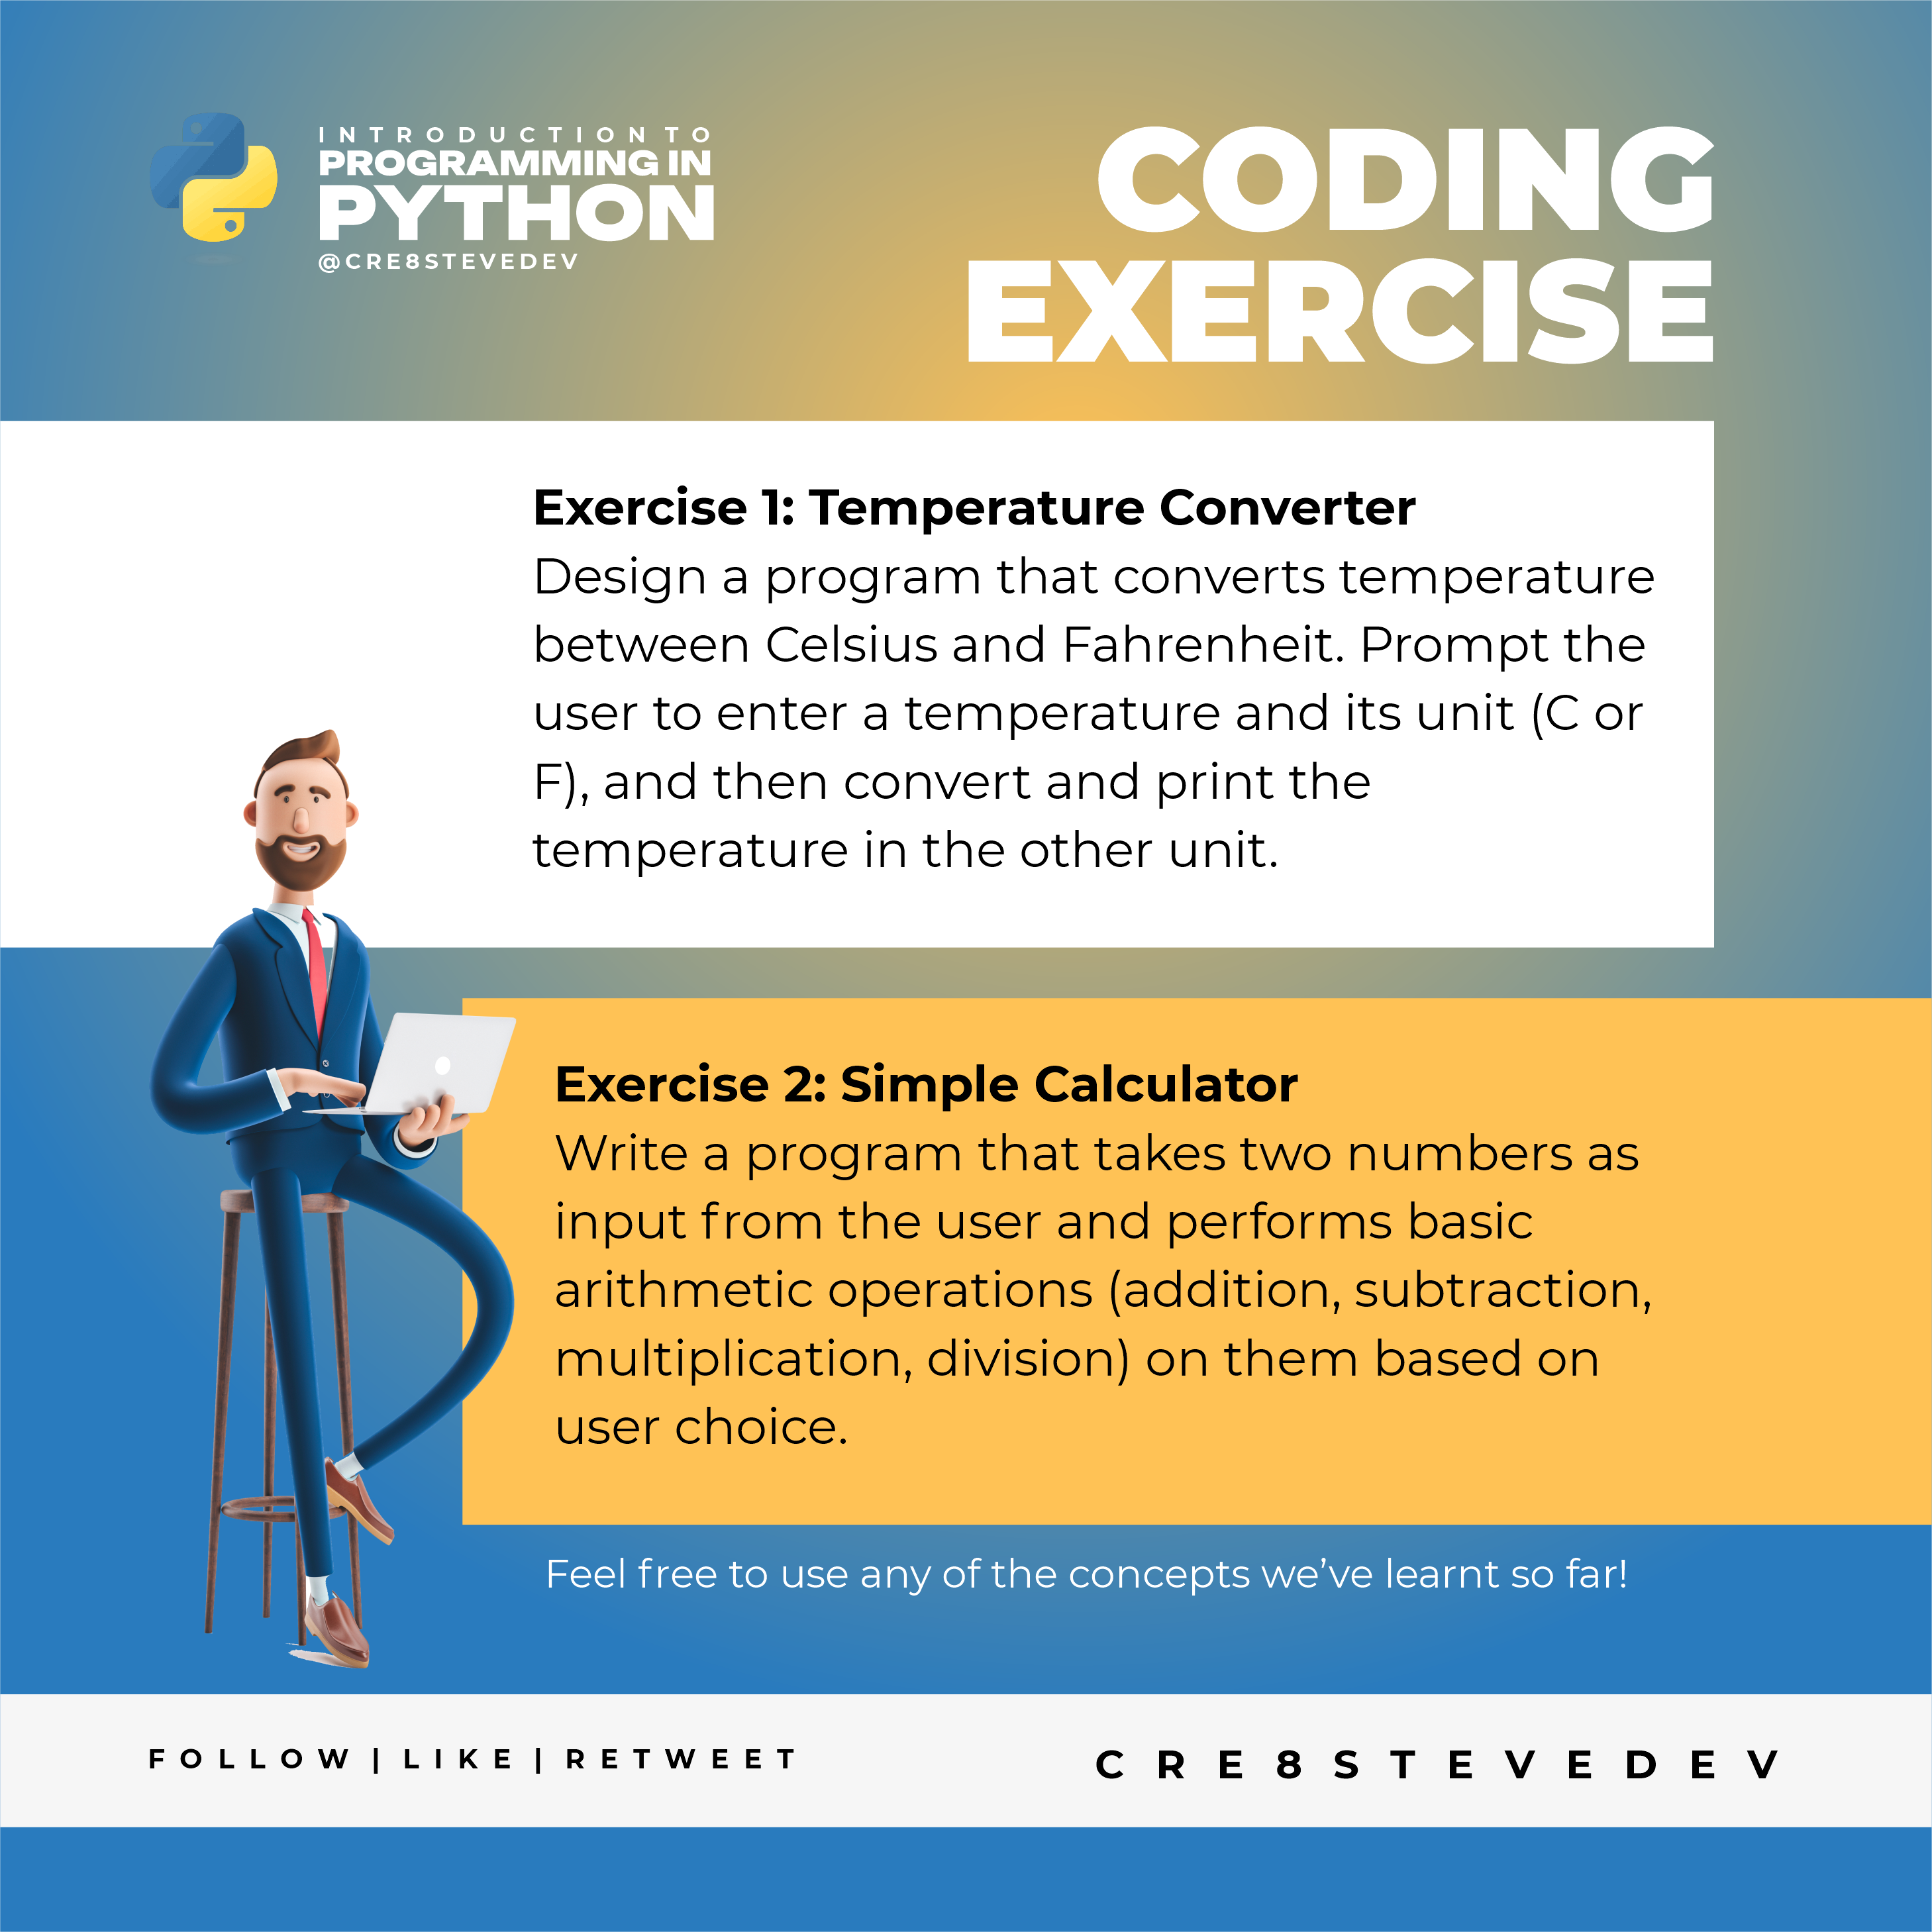 INTRODUCTION TO
PROGRAMMING IN
PYTHON
@CRE8STEVEDEV
CODING
EXERCISE
Exercise 1: Temperature Converter
Design a program that converts temperature
between Celsius and Fahrenheit. Prompt the
user to enter a temperature and its unit (C or
F), and then convert and print the
temperature in the other unit.
Exercise 2: Simple Calculator
Write a program that takes two numbers as
input from the user and performs basic
arithmetic operations (addition, subtraction,
multiplication, division) on them based on
user choice.
Feel free to use any of the concepts we’ve learnt so far!
FOLLOW | LIKE | RETWEET
CRE8STEVEDEV